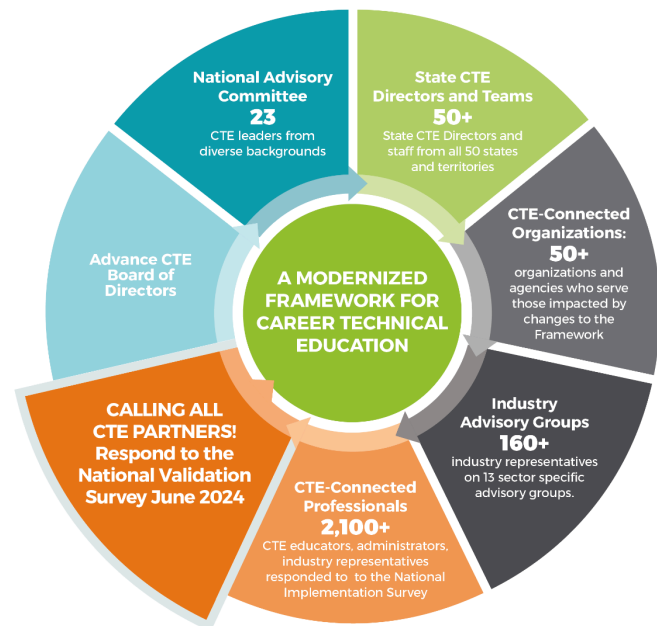 National Advisory
Committee
23
CTE leaders from
diverse backgrounds
State CTE
Directors and Teams
50+
State CTE Directors and
staff from all 50 states
and territories
CTE-Connected
Organizations:
50+
organizations and
agencies who serve
those impacted by
changes to the
Framework
Industry
Advisory Groups
160+
industry representatives
on 13 sector specific
advisory groups.
CTE-Connected
Professionals
2,100+
CTE educators, administrators,
industry representatives
responded to to the National
Implementation Survey
CALLING ALL
CTE PARTNERS!
Respond to the
National Validation
Survey June 2024
Advance CTE
Board of
Directors
A MODERNIZED
FRAMEWORK FOR
CAREER TECHNICAL
EDUCATION